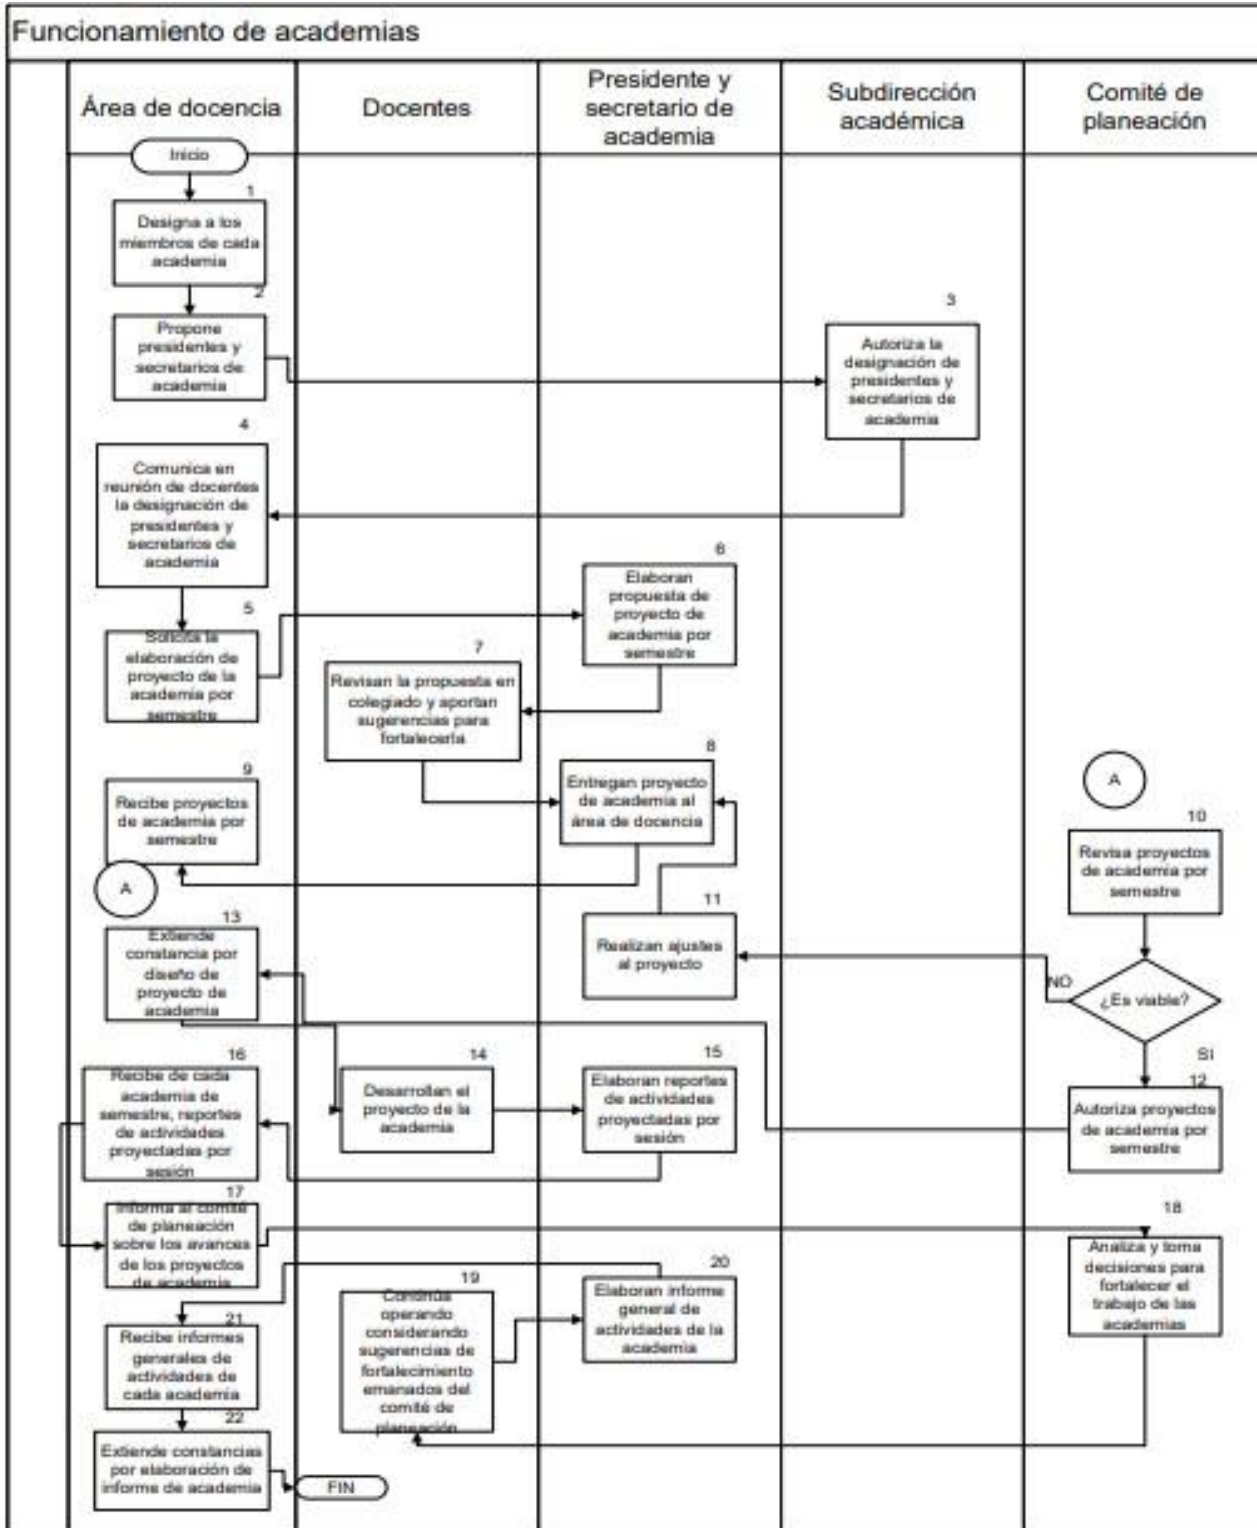 Funcionamiento de academias
Área de docencia
Docentes
Presidente y
secretario de
academia
Subdirección
académica
Comité de
planeación
Inicio
1
Designa a los
miembros de cada
academia
2
Propone
presidentes y
secretarios de
academia
3
Autoriza la
designación de
presidentes y
secretarios de
academia
4
Comunica en
reunión de docentes
la designación de
presidentes y
secretarios de
academia
5
Solicita la
elaboración de
proyecto de la
academia por
semestre
6
Elaboran
propuesta de
proyecto de
academia por
semestre
7
Revisan la propuesta en
colegiado y aportan
sugerencias para
fortalecerla
8
Entregan proyecto
de academia al
área de docencia
9
Recibe proyectos
de academia por
semestre
A
A
10
Revisa proyectos
de academia por
semestre
¿Es viable?
NO
SI
11
Realizan ajustes
al proyecto
12
Autoriza proyectos
de academia por
semestre
13
Extiende
constancia por
diseño de
proyecto de
academia
14
Desarrollan el
proyecto de la
academia
15
Elaboran reportes
de actividades
proyectadas por
sesión
16
Recibe de cada
academia de
semestre, reportes
de actividades
proyectadas por
sesión
17
Informa al comité
de planeación
sobre los avances
de los proyectos
de academia
18
Analiza y toma
decisiones para
fortalecer el
trabajo de las
academias
19
Continúa
operando
considerando
sugerencias de
fortalecimiento
emanados del
comité de
planeación
20
Elaboran informe
general de
actividades de la
academia
21
Recibe informes
generales de
actividades de
cada academia
22
Extiende constancias
por elaboración de
informe de academia
FIN